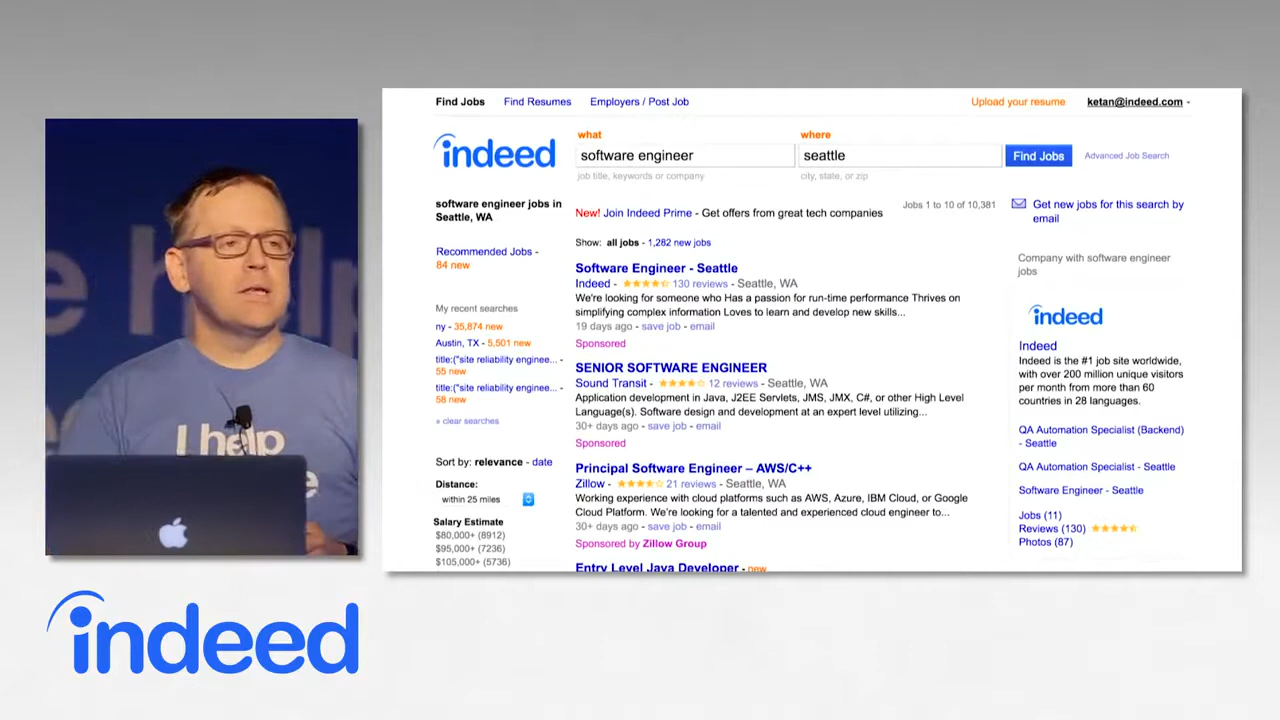 e help
I help
e
indeed
Find Jobs Find Resumes Employers / Post Job Upload your resume ketan@indeed.com
what where
indeed software engineer seattle Find Jobs Advanced Job Search
job title, keywords or company city, state, or zip
software engineer jobs in
Seattle, WA
Recommended Jobs -
84 new
My recent searches
ny - 35,874 new
Austin, TX - 5,501 new
title:("site reliability enginee... -
55 new
title:("site reliability enginee... -
58 new
» clear searches
Sort by: relevance - date
Distance:
within 25 miles
Salary Estimate
$80,000+ (8912)
$95,000+ (7236)
$105,000+ (5736)
New! Join Indeed Prime - Get offers from great tech companies
Jobs 1 to 10 of 10,381
Show: all jobs - 1,282 new jobs
Software Engineer - Seattle
Indeed - 130 reviews - Seattle, WA
We're looking for someone who Has a passion for run-time performance Thrives on
simplifying complex information Loves to learn and develop new skills...
19 days ago - save job - email
Sponsored
SENIOR SOFTWARE ENGINEER
Sound Transit - 12 reviews - Seattle, WA
Application development in Java, J2EE Servlets, JMS, JMX, C#, or other High Level
Language(s). Software design and development at an expert level utilizing...
30+ days ago - save job - email
Sponsored
Principal Software Engineer – AWS/C++
Zillow - 21 reviews - Seattle, WA
Working experience with cloud platforms such as AWS, Azure, IBM Cloud, or Google
Cloud Platform. We're looking for a talented and experienced cloud engineer to...
30+ days ago - save job - email
Sponsored by Zillow Group
Entry Level Java Developer - new
Get new jobs for this search by
email
Company with software engineer
jobs
indeed
Indeed
Indeed is the #1 job site worldwide,
with over 200 million unique visitors
per month from more than 60
countries in 28 languages.
QA Automation Specialist (Backend)
- Seattle
QA Automation Specialist - Seattle
Software Engineer - Seattle
Jobs (11)
Reviews (130)
Photos (87)